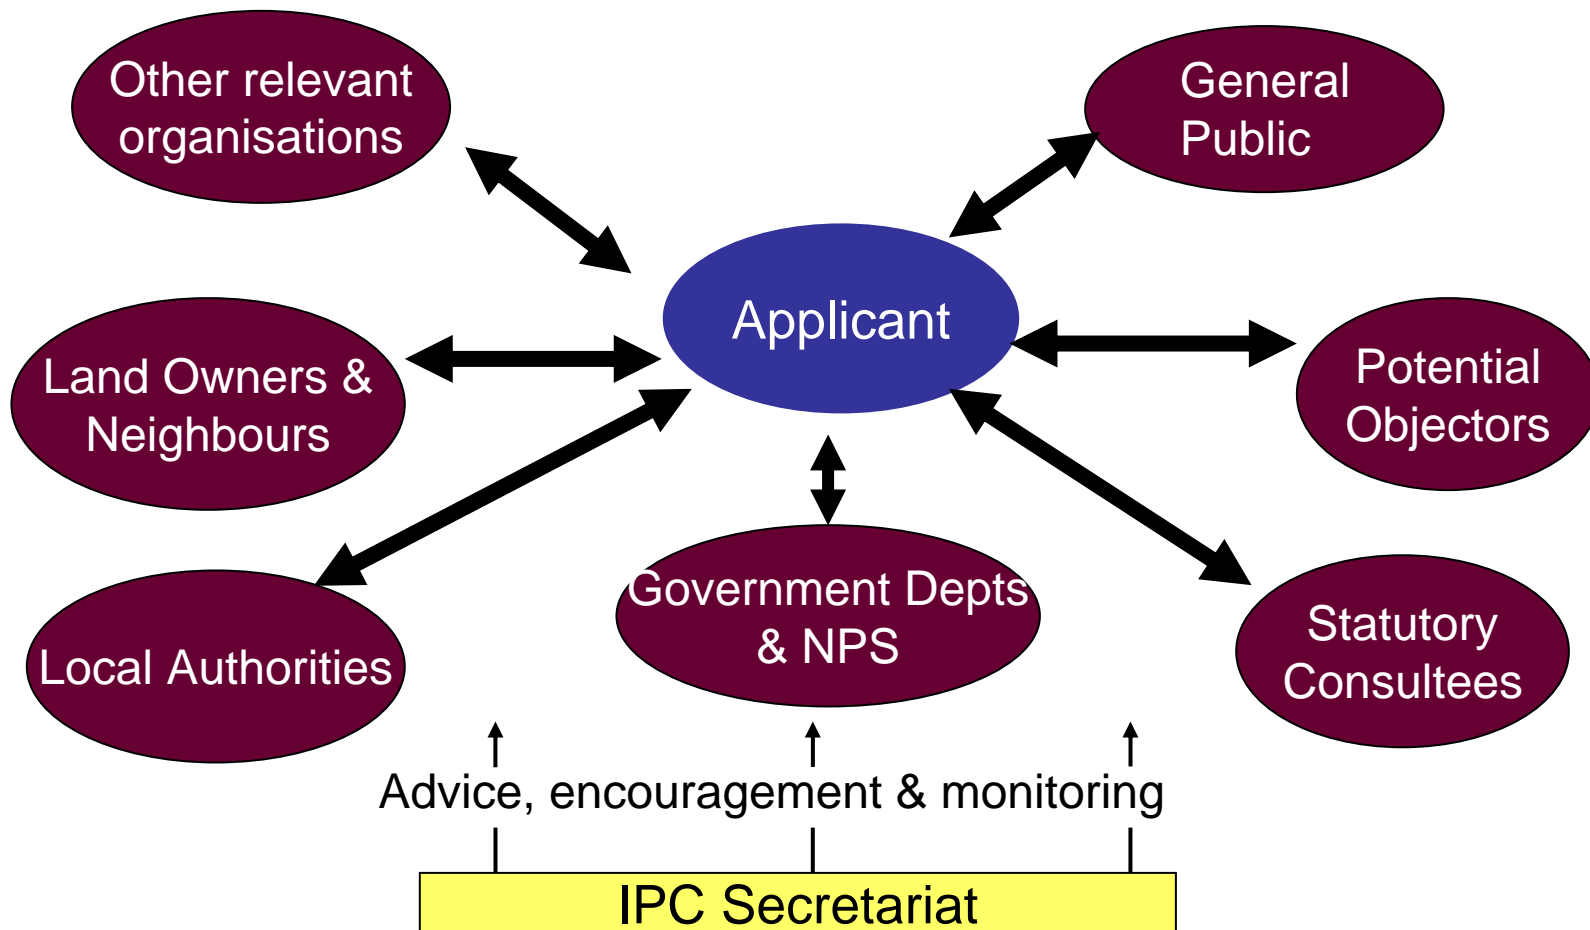 Other relevant
organisations
General
Public
Applicant
Land Owners &
Neighbours
Potential
Objectors
Government Depts
& NPS
Local Authorities
Statutory
Consultees
Advice, encouragement & monitoring
IPC Secretariat